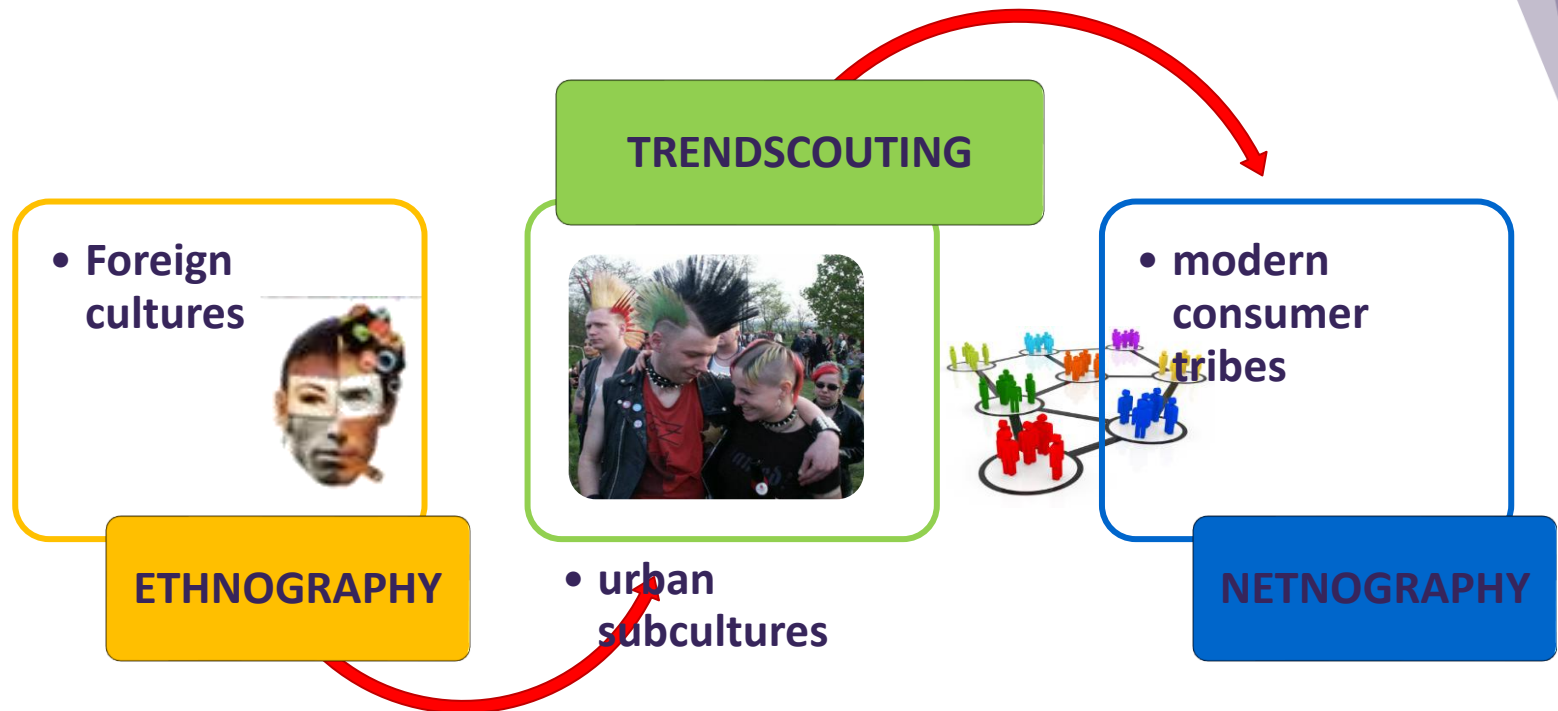 • Foreign
cultures
ETHNOGRAPHY
TRENDSCOUTING
• urban
subcultures
• modern
consumer
tribes
NETNOGRAPHY